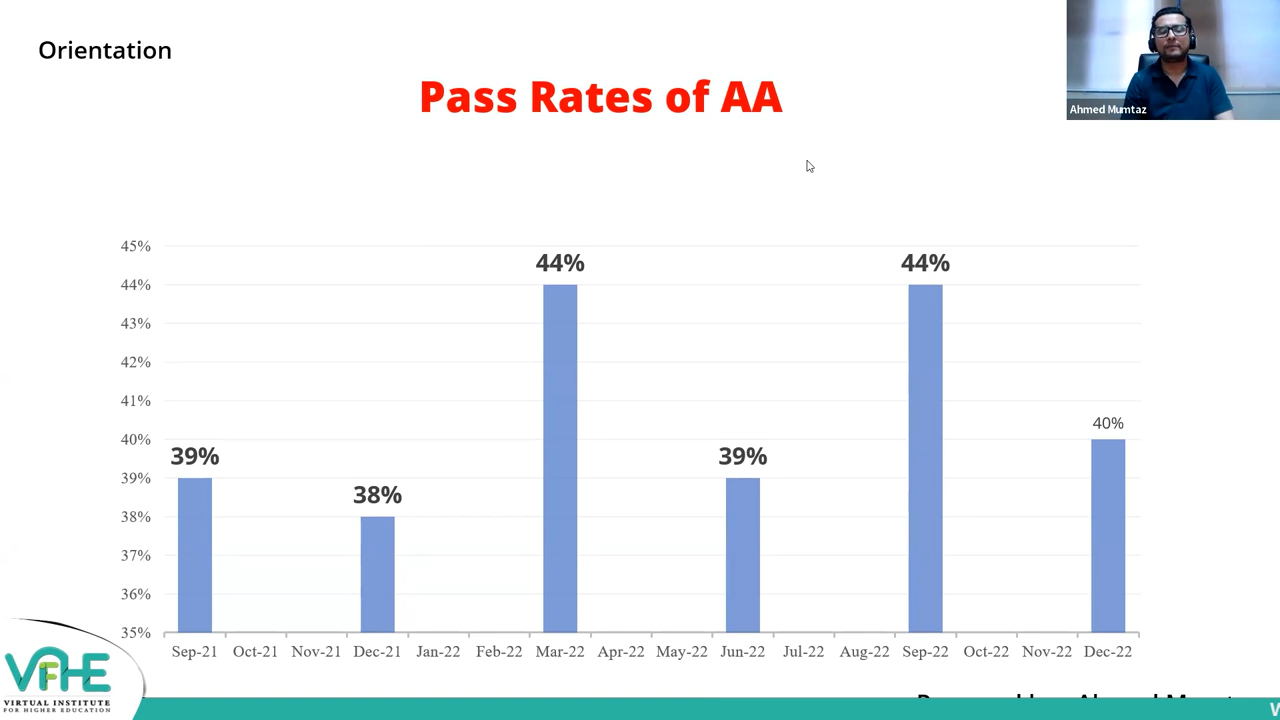 Orientation
Pass Rates of AA
Ahmed Mumtaz
45%
44%
43%
42%
41%
40%
39%
38%
37%
36%
35%
39%
38%
44%
39%
44%
40%
Sep-21 Oct-21 Nov-21 Dec-21 Jan-22 Feb-22 Mar-22 Apr-22 May-22 Jun-22 Jul-22 Aug-22 Sep-22 Oct-22 Nov-22 Dec-22
VFHE
VIRTUAL INSTITUTE
FOR HIGHER EDUCATION